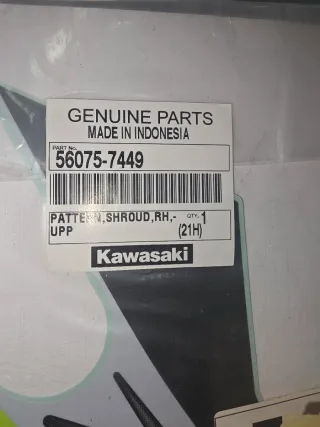 GENUINE PARTS
MADE IN INDONESIA
PART No.
56075-7449
PATTERN,SHROUD,RH,- QTY. 1
UPP (21H)
Kawasaki